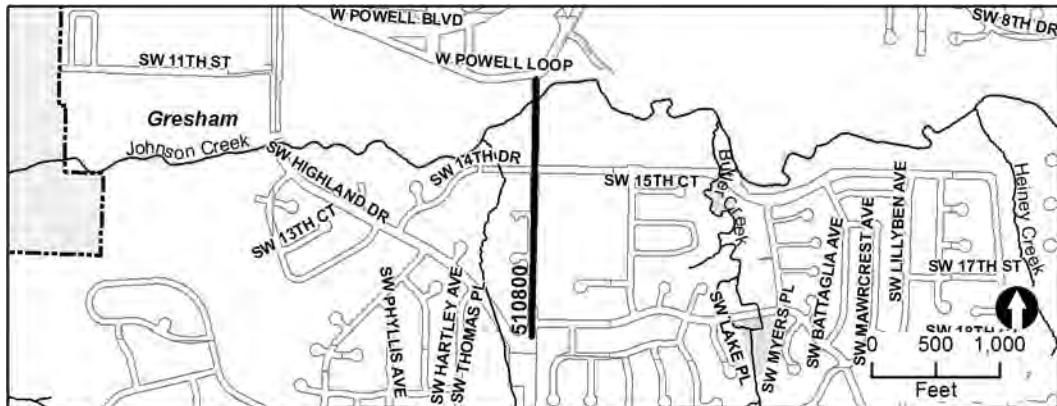 W POWELL BLVD
SW 8TH DR
SW 11TH ST
W POWELL LOOP
Gresham
Johnson Creek
SW HIGHLAND DR
SW 14TH DR
SW 15TH CT
SW 13TH CT
Butler Creek
Heiney Creek
SW 17TH ST
510800
SW PHYLLIS AVE
SW HARTLEY AVE
SW THOMAS PL
SW LAKE PL
SW MYERS PL
SW BATTAGLIA AVE
SW MAWRCREST AVE
SW LILLYBEN AVE
0 500 1,000
Feet